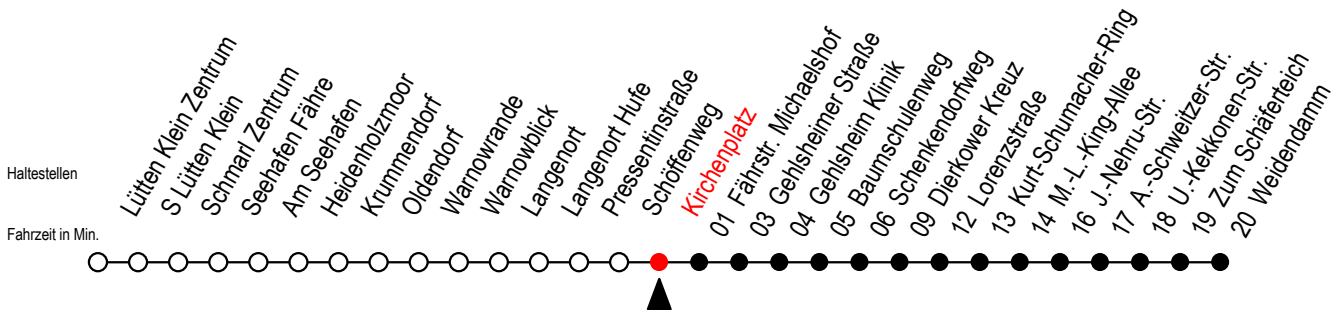 Haltestellen
Fahrzeit in Min.
Lütten Klein Zentrum
S Lütten Klein
Schmarl Zentrum
Seehafen Fähre
Am Seehafen
Heidenholzmoor
Krummendorf
Oldendorf
Warnowrande
Warnowblick
Langenort
Langenort Hufe
Pressentinstraße
Schöffenweg
Kirchenplatz
01 Fährstr. Michaelshof
03 Gehlsheimer Straße
04 Gehlsheim Klinik
05 Baumschulenweg
06 Schenkendorfweg
09 Dierkower Kreuz
12 Lorenzstraße
13 Kurt-Schumacher-Ring
14 M.-L.-King-Allee
16 J.-Nehru-Str.
17 A.-Schweitzer-Str.
18 U.-Kekkonen-Str.
19 Zum Schäferteich
20 Weidendamm